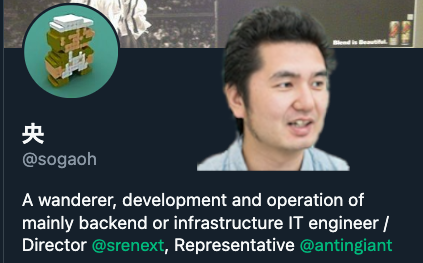 Blend is Beautiful.
央
@sogaoh
A wanderer, development and operation of
mainly backend or infrastructure IT engineer /
Director @srenext, Representative @antingiant